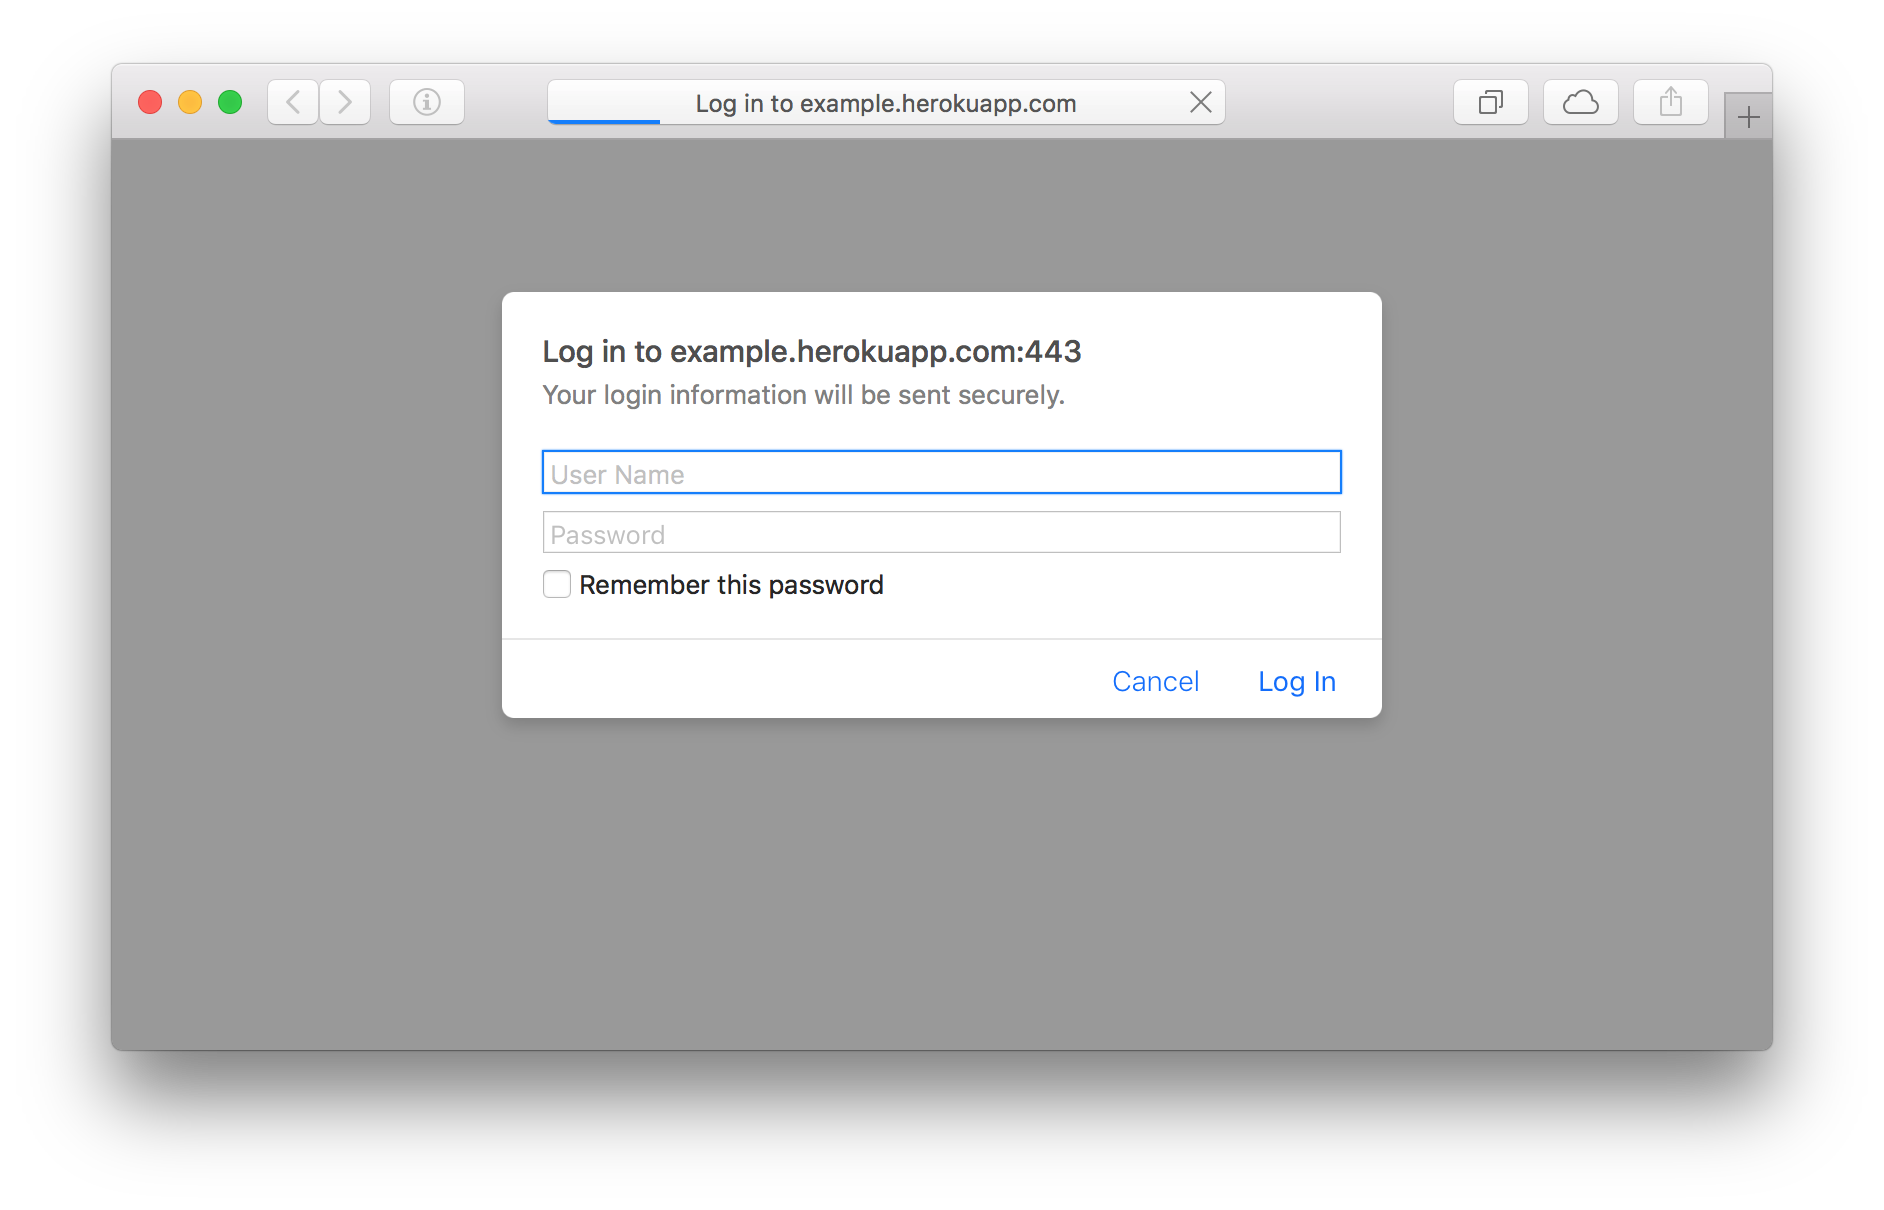 Log in to example.herokuapp.com
Log in to example.herokuapp.com:443
Your login information will be sent securely.
User Name
Password
Remember this password
Cancel Log In